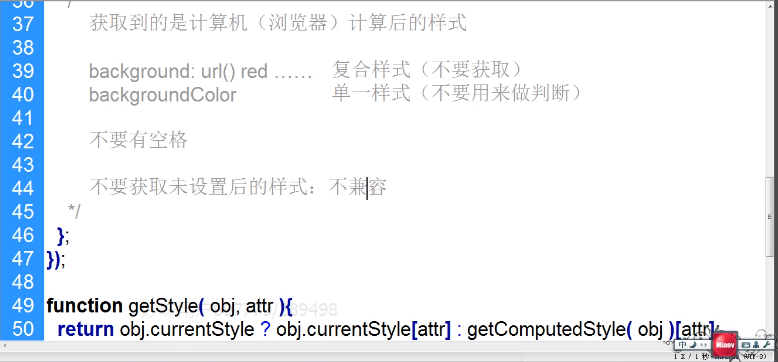 36 */
37 获取到的是计算机（浏览器）计算后的样式
38
39 background: url() red …… 复合样式（不要获取）
40 backgroundColor 单一样式（不要用来做判断）
41
42 不要有空格
43
44 不要获取未设置后的样式：不兼容
45 */
46 };
47 });
48
49 function getStyle( obj, attr ){
50 return obj.currentStyle ? obj.currentStyle[attr] : getComputedStyle( obj )[attr];
中
Miaov